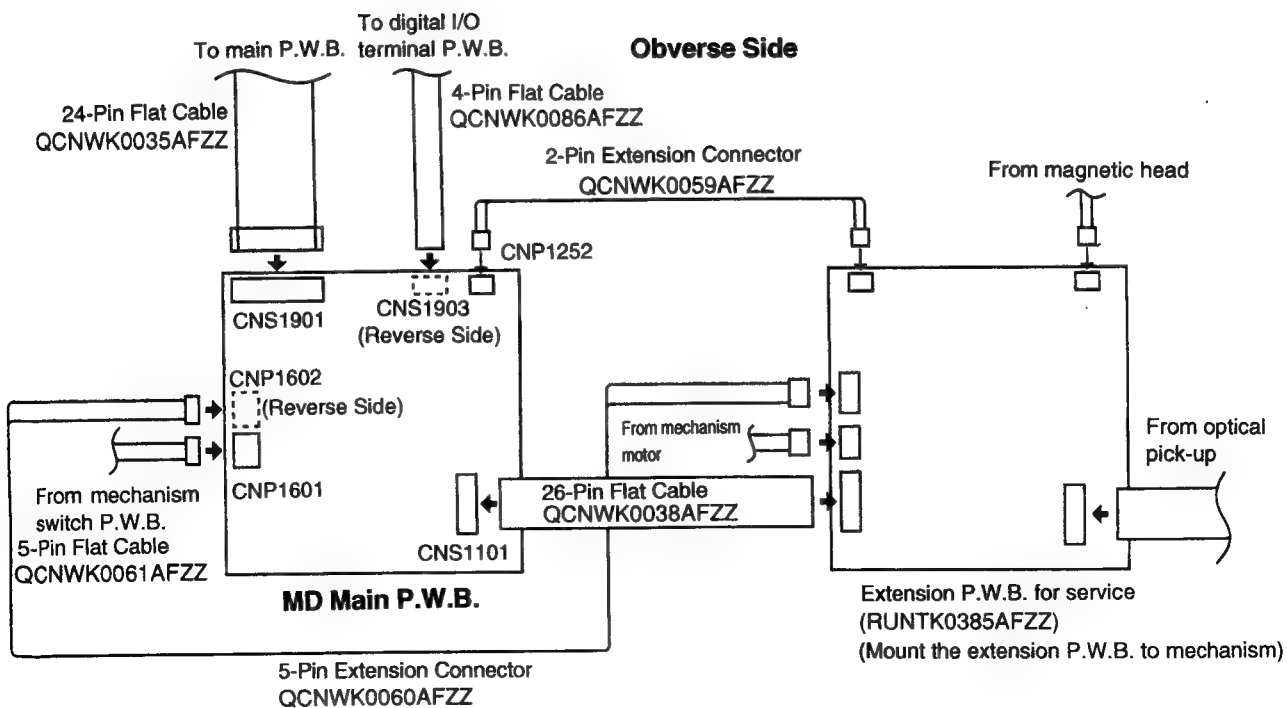 To main P.W.B.
To digital I/O
terminal P.W.B.
Obverse Side
24-Pin Flat Cable
QCNWK0035AFZZ
4-Pin Flat Cable
QCNWK0086AFZZ
2-Pin Extension Connector
QCNWK0059AFZZ
From magnetic head
CNP1252
CNS1901
CNS1903
(Reverse Side)
CNP1602
(Reverse Side)
CNP1601
From mechanism
switch P.W.B.
5-Pin Flat Cable
QCNWK0061AFZZ
From mechanism
motor
From optical
pick-up
26-Pin Flat Cable
QCNWK0038AFZZ
CNS1101
MD Main P.W.B.
Extension P.W.B. for service
(RUNTK0385AFZZ)
(Mount the extension P.W.B. to mechanism)
5-Pin Extension Connector
QCNWK0060AFZZ